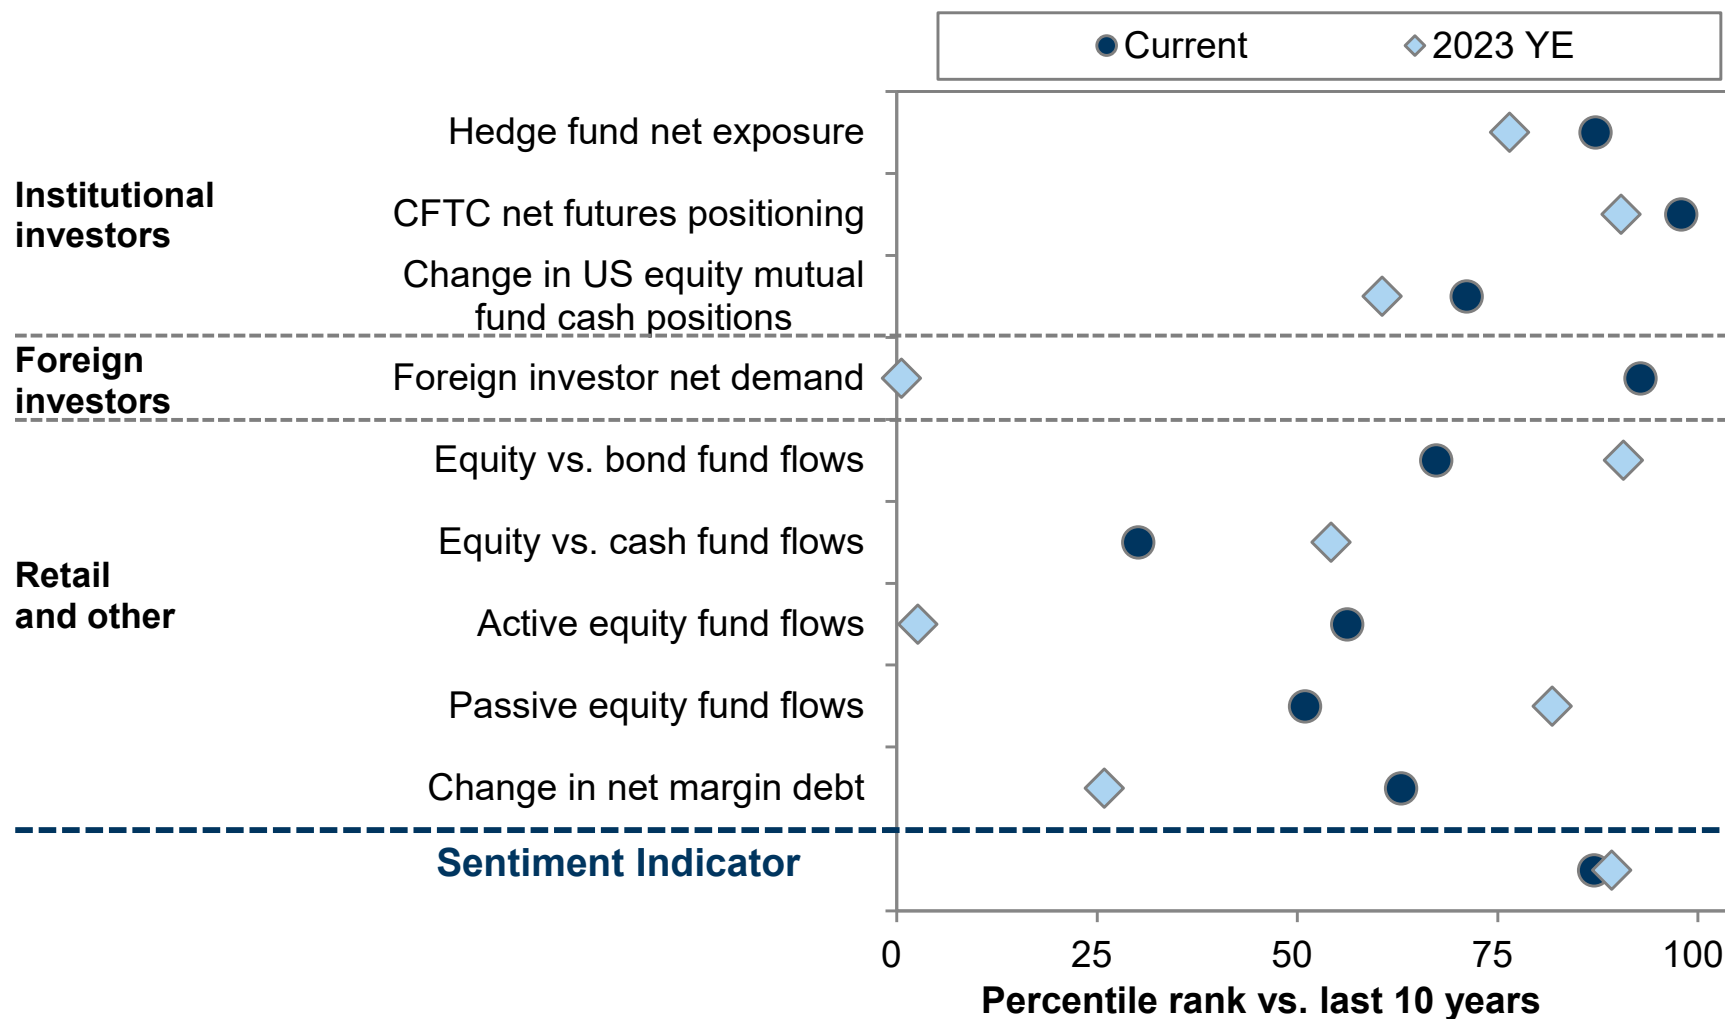 Current
2023 YE
Institutional
investors
Hedge fund net exposure
CFTC net futures positioning
Change in US equity mutual
fund cash positions
Foreign
investors
Foreign investor net demand
Retail
and other
Equity vs. bond fund flows
Equity vs. cash fund flows
Active equity fund flows
Passive equity fund flows
Change in net margin debt
Sentiment Indicator
0 25 50 75 100
Percentile rank vs. last 10 years